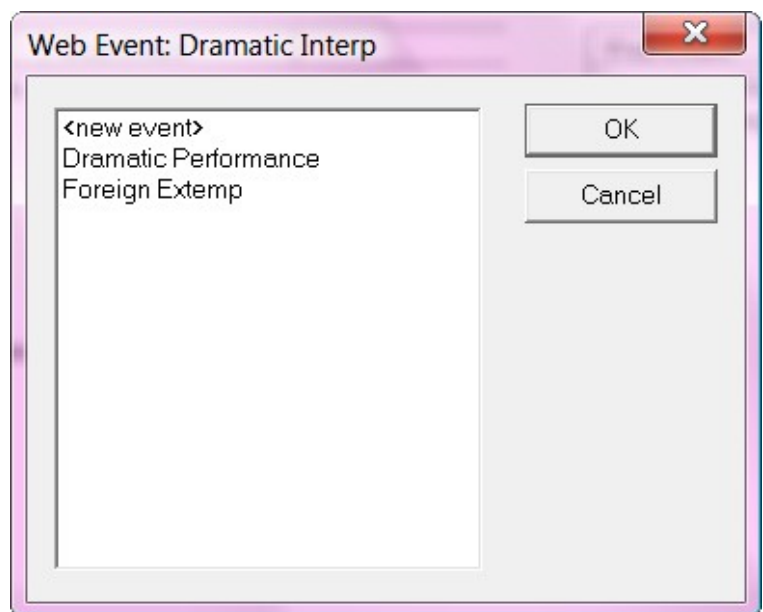 Web Event: Dramatic Interp
<new event>
Dramatic Performance
Foreign Extemp
OK
Cancel